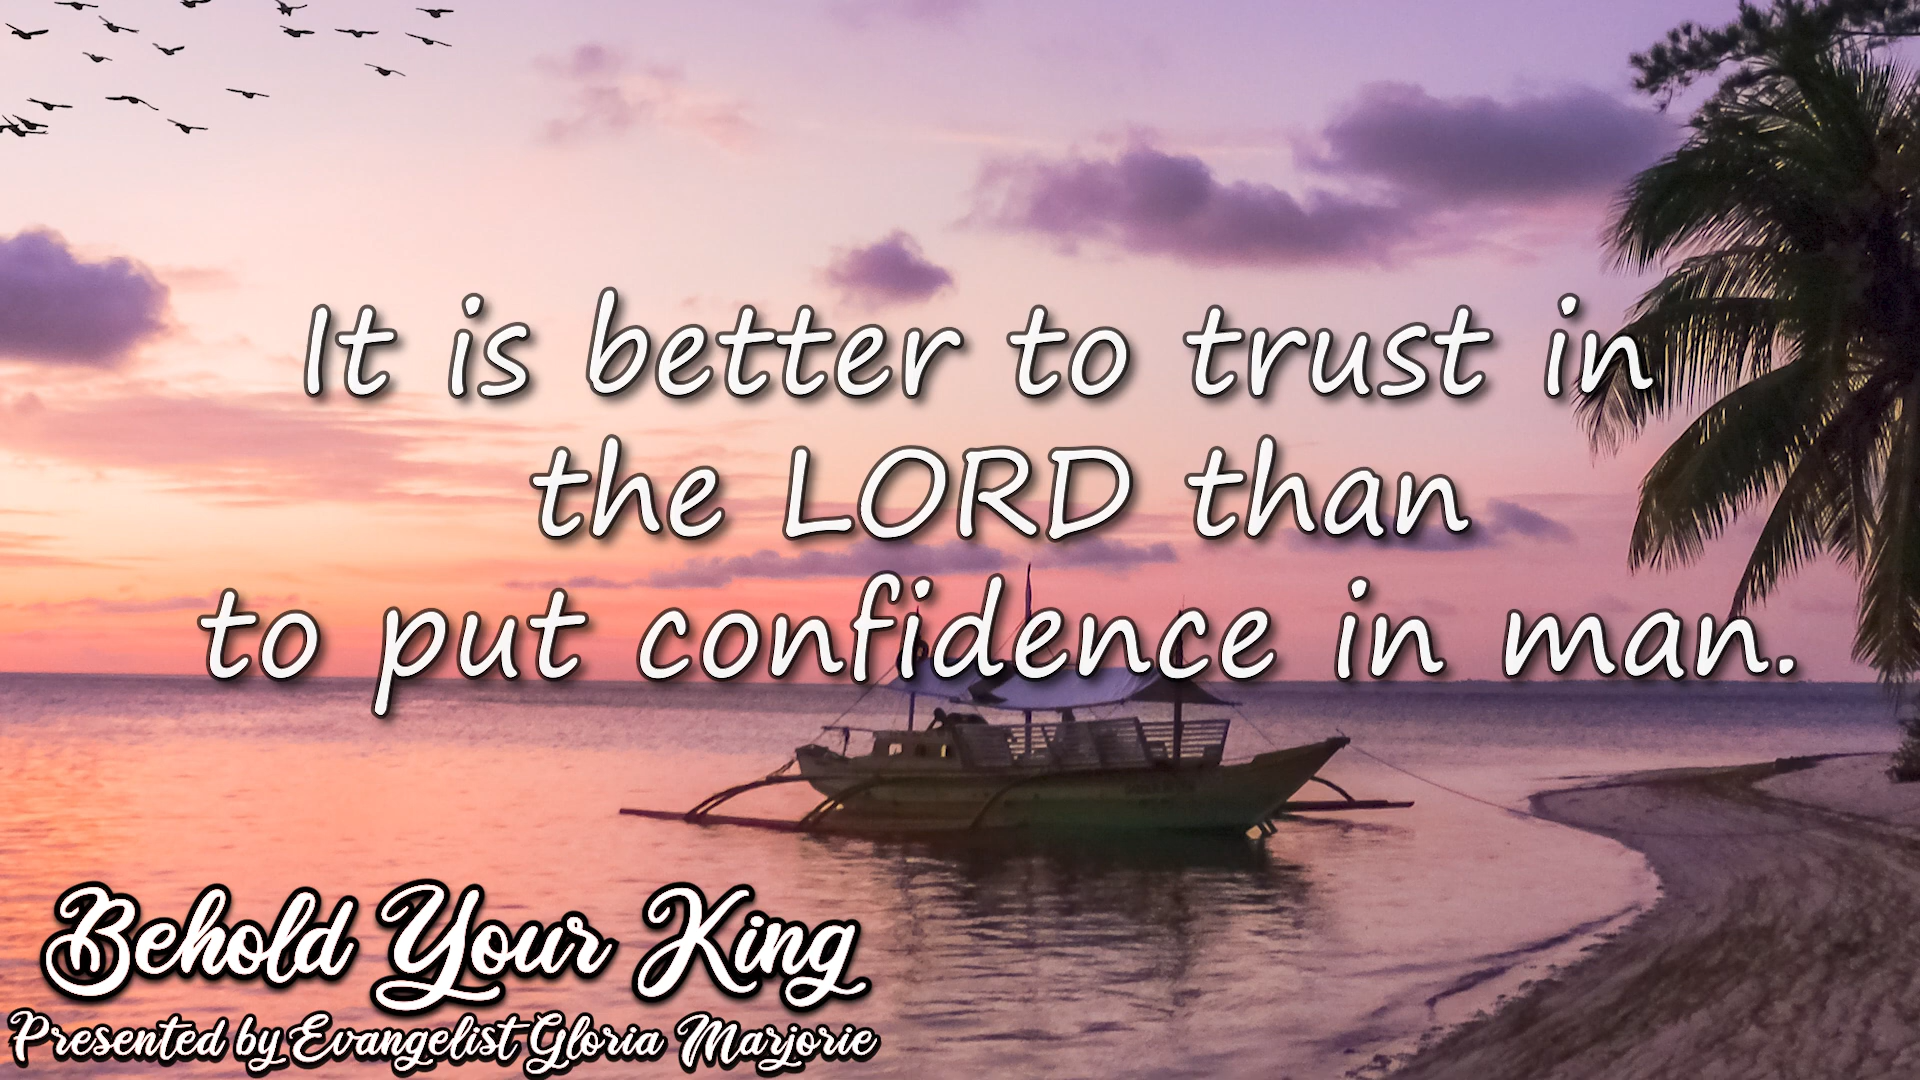 It is better to trust in
the LORD than
to put confidence in man.
Behold Your King
Presented by Evangelist Gloria Marjorie